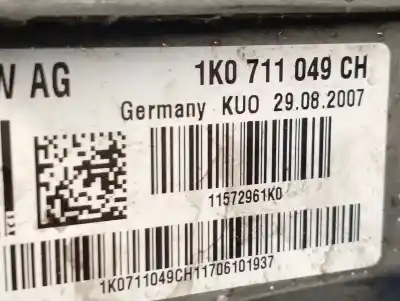 W AG
1K0 711 049 CH
Germany KUO 29.08.2007
11572961K0
1K0711049CH11706101937